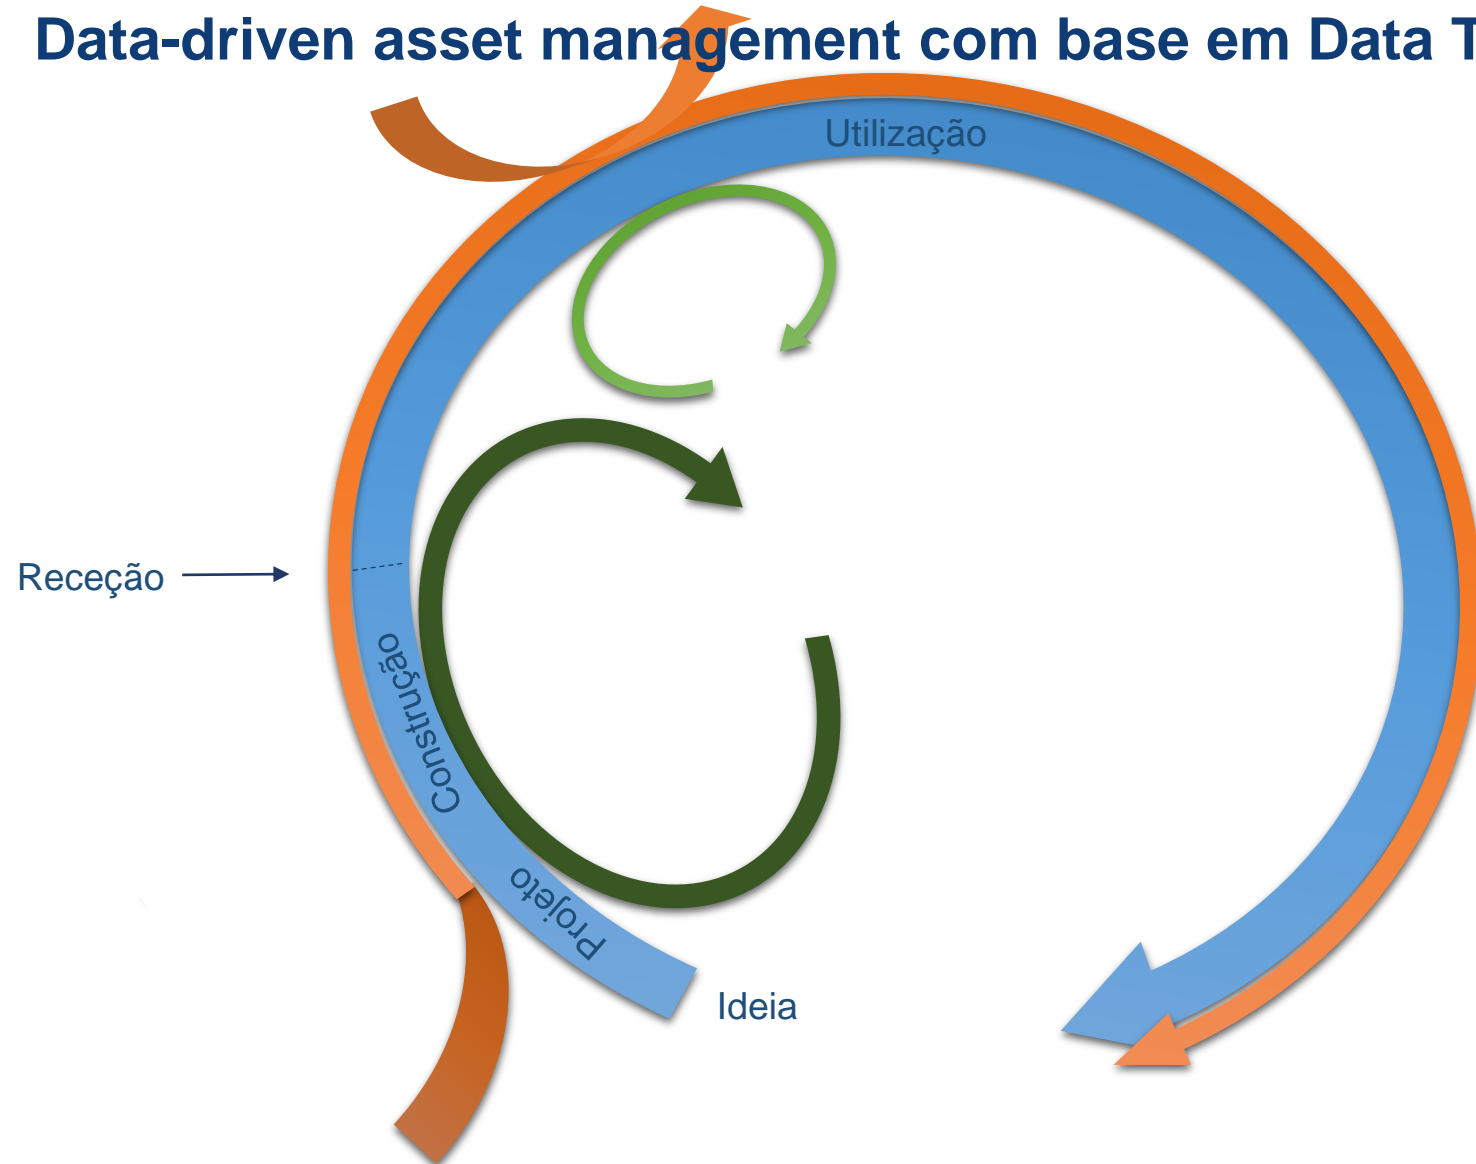 Data-driven asset management com base em Data T
Utilização
Receção
Construção
Projeto
Ideia